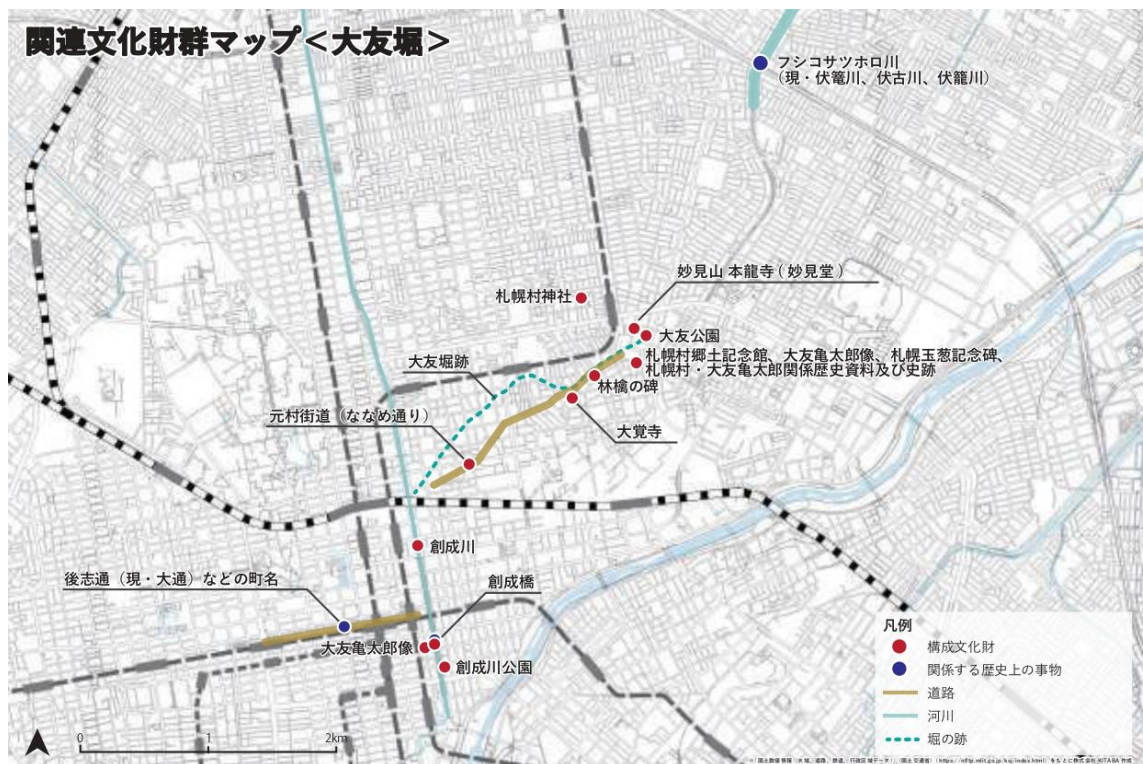 関連文化財群マップ＜大友堀＞
フシコサツホロ川
（現・伏篭川、伏古川、伏籠川）
妙見山 本龍寺 ( 妙見堂 )
札幌村神社
大友公園
札幌村郷土記念館、大友亀太郎像、札幌玉葱記念碑、
札幌村・大友亀太郎関係歴史資料及び史跡
大友堀跡
林檎の碑
元村街道（ななめ通り）
大覚寺
創成川
後志通（現・大通）などの町名
創成橋
大友亀太郎像
創成川公園
凡例
構成文化財
関係する歴史上の事物
道路
河川
堀の跡
0 1 2km